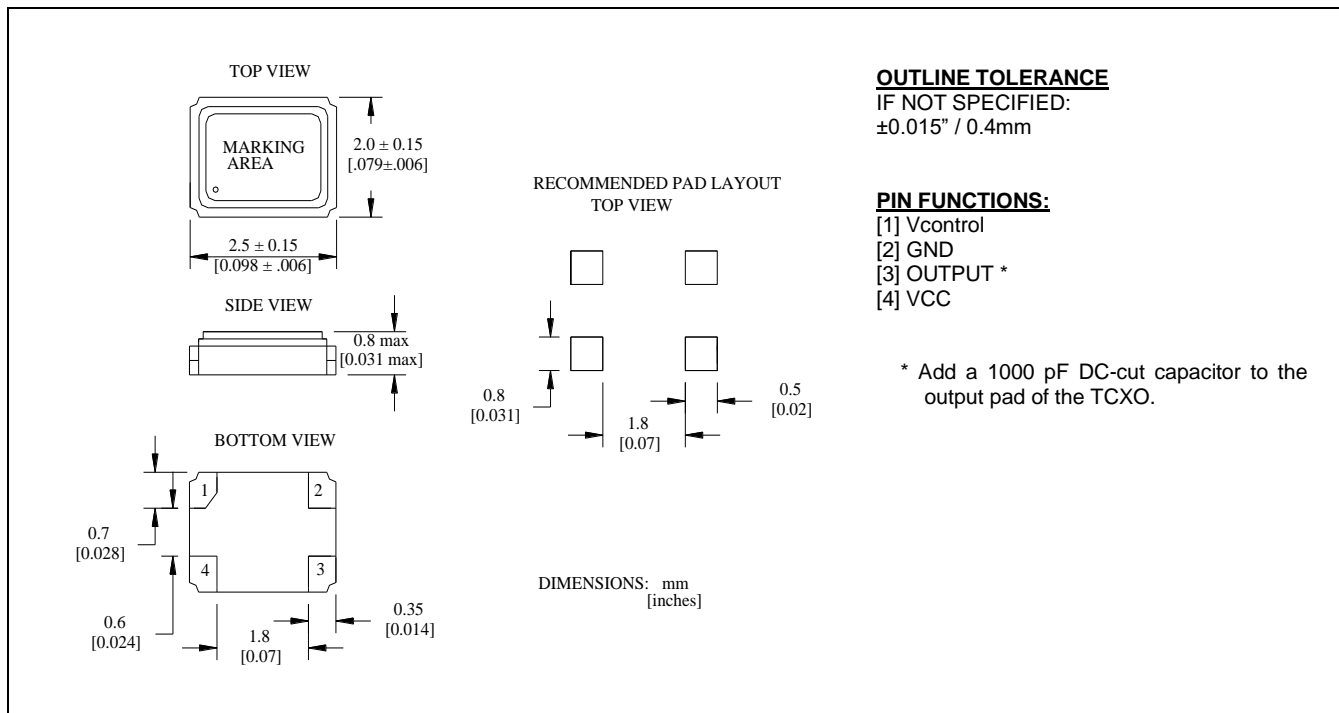 TOP VIEW
MARKING
AREA
2.0 ± 0.15
[.079±.006]
2.5 ± 0.15
[0.098 ± .006]
SIDE VIEW
0.8 max
[0.031 max]
BOTTOM VIEW
1
2
4
3
0.7
[0.028]
0.6
[0.024]
1.8
[0.07]
0.35
[0.014]
RECOMMENDED PAD LAYOUT
TOP VIEW
0.8
[0.031]
1.8
[0.07]
0.5
[0.02]
DIMENSIONS: mm
[inches]
OUTLINE TOLERANCE
IF NOT SPECIFIED:
±0.015” / 0.4mm
PIN FUNCTIONS:
[1] Vcontrol
[2] GND
[3] OUTPUT *
[4] VCC
* Add a 1000 pF DC-cut capacitor to the
output pad of the TCXO.